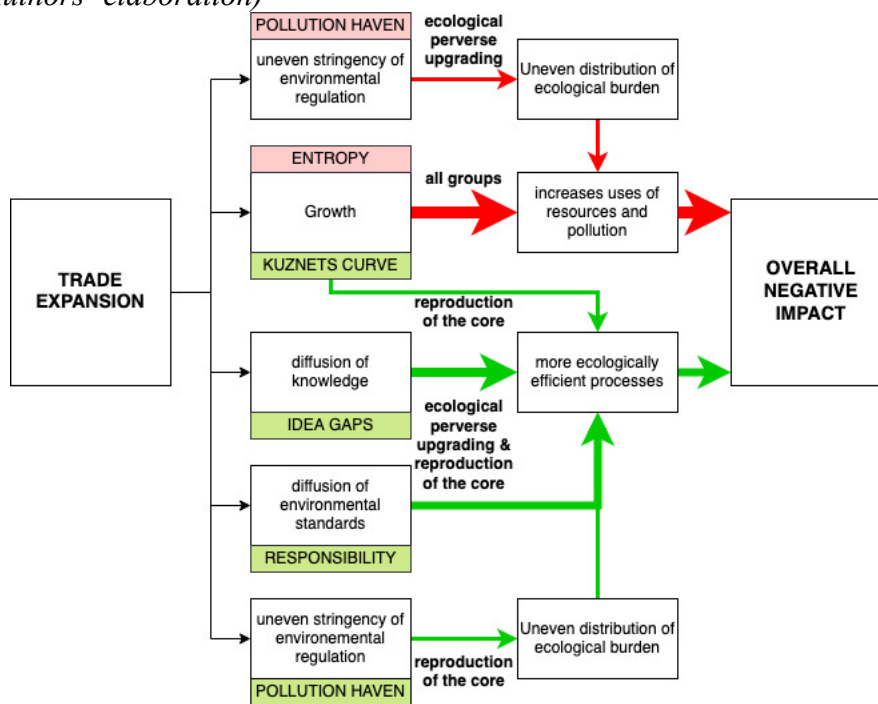 authors' elaboration)
POLLUTION HAVEN
uneven stringency of
environmental
regulation
ecological
perverse
upgrading
Uneven distribution of
ecological burden
ENTROPY
Growth
KUZNETS CURVE
all groups
increases uses of
resources and
pollution
TRADE
EXPANSION
OVERALL
NEGATIVE
IMPACT
reproduction
of the core
diffusion of
knowledge
IDEA GAPS
more ecologically
efficient processes
ecological
perverse
upgrading &
reproduction
of the core
diffusion of
environmental
standards
RESPONSIBILITY
uneven stringency of
environemental
regulation
POLLUTION HAVEN
reproduction
of the core
Uneven distribution of
ecological burden